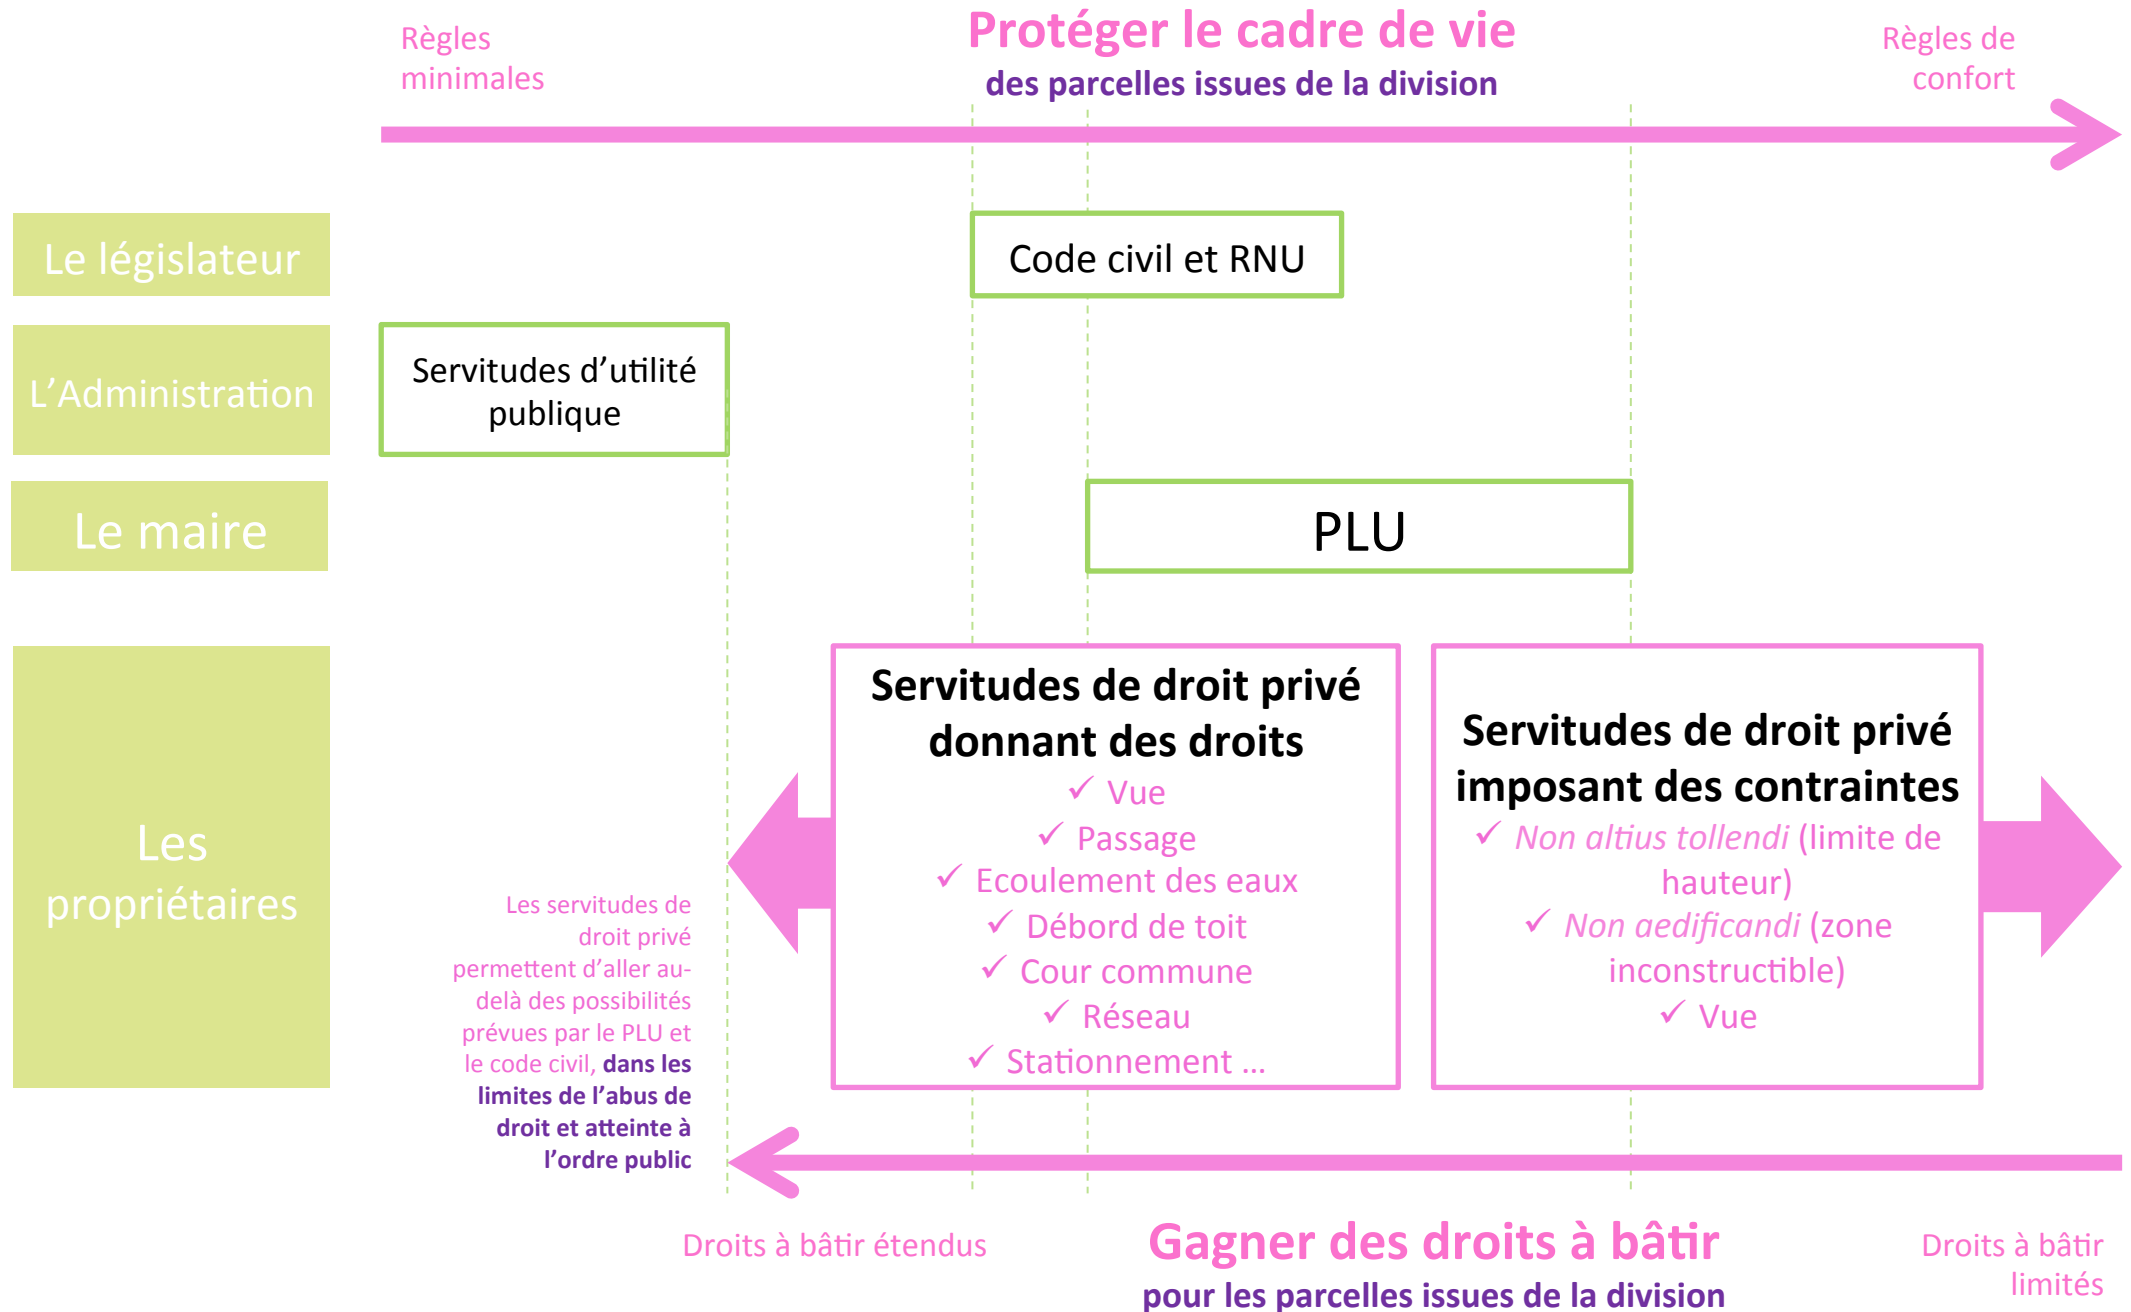 Règles
minimales
Protéger le cadre de vie
des parcelles issues de la division
Règles de
confort
Le législateur
Code civil et RNU
L’Administration
Servitudes d’utilité
publique
Le maire
PLU
Les
propriétaires
Les servitudes de
droit privé
permettent d’aller au-
delà des possibilités
prévues par le PLU et
le code civil, dans les
limites de l’abus de
droit et atteinte à
l’ordre public
Servitudes de droit privé
donnant des droits
✓ Vue
✓ Passage
✓ Ecoulement des eaux
✓ Débord de toit
✓ Cour commune
✓ Réseau
✓ Stationnement ...
Servitudes de droit privé
imposant des contraintes
✓ Non altius tollendi (limite de
hauteur)
✓ Non aedificandi (zone
inconstructible)
✓ Vue
Droits à bâtir étendus
Gagner des droits à bâtir
pour les parcelles issues de la division
Droits à bâtir
limités